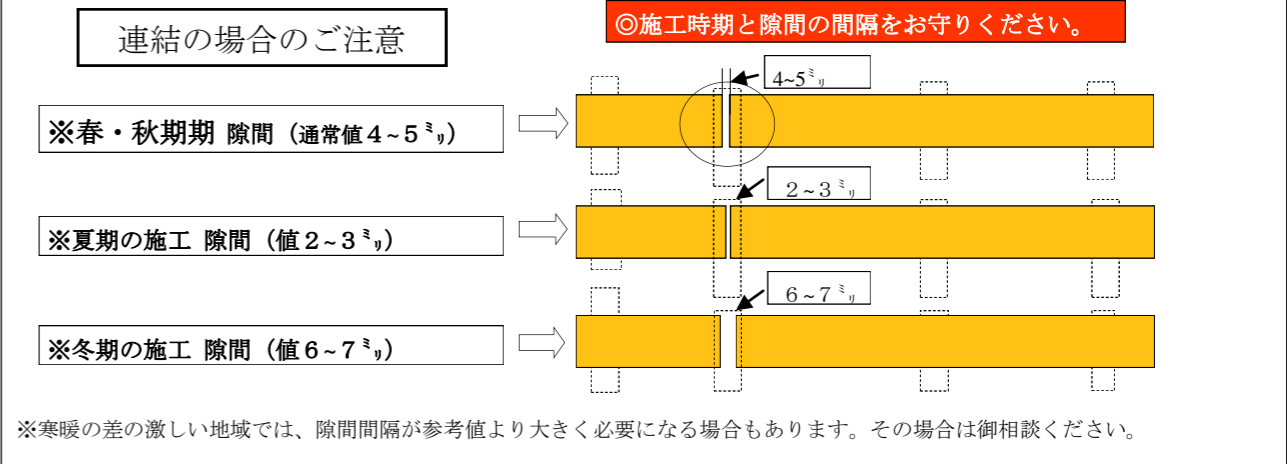 連結の場合のご注意
◎施工時期と隙間の間隔をお守りください。
4~5㍉
※春・秋期期 隙間（通常値４~５㍉）
２~３㍉
※夏期の施工 隙間（値２~３㍉）
６~７㍉
※冬期の施工 隙間（値６~７㍉）
※寒暖の差の激しい地域では、隙間間隔が参考値より大きく必要になる場合もあります。その場合は御相談ください。